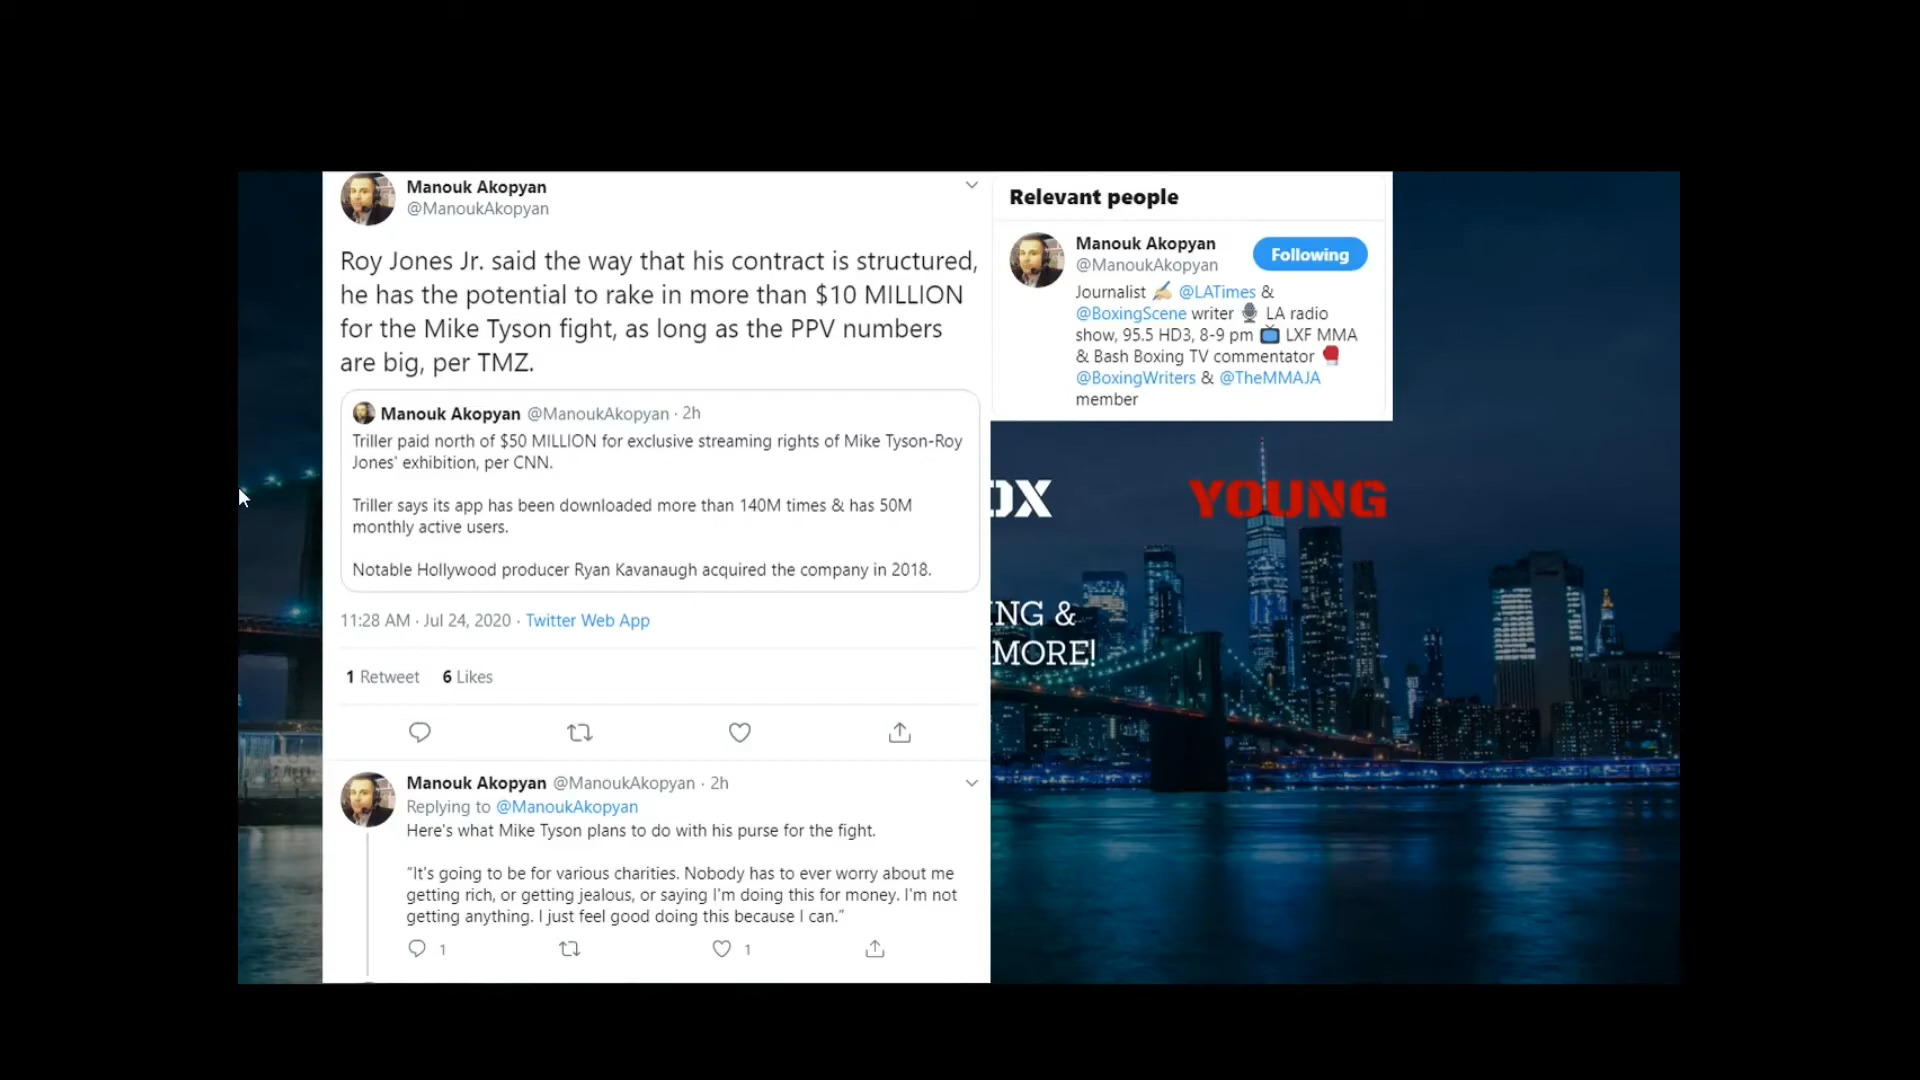 Manouk Akopyan
@ManoukAkopyan
Roy Jones Jr. said the way that his contract is structured,
he has the potential to rake in more than $10 MILLION
for the Mike Tyson fight, as long as the PPV numbers
are big, per TMZ.
Manouk Akopyan @ManoukAkopyan · 2h
Triller paid north of $50 MILLION for exclusive streaming rights of Mike Tyson-Roy
Jones' exhibition, per CNN.
Triller says its app has been downloaded more than 140M times & has 50M
monthly active users.
Notable Hollywood producer Ryan Kavanaugh acquired the company in 2018.
11:28 AM · Jul 24, 2020 · Twitter Web App
1 Retweet 6 Likes
Manouk Akopyan @ManoukAkopyan · 2h
Replying to @ManoukAkopyan
Here's what Mike Tyson plans to do with his purse for the fight.
"It's going to be for various charities. Nobody has to ever worry about me
getting rich, or getting jealous, or saying I'm doing this for money. I'm not
getting anything. I just feel good doing this because I can."
1 1
Relevant people
Manouk Akopyan
@ManoukAkopyan
Following
Journalist ✍🏼 @LATimes &
@BoxingScene writer 🎙 LA radio
show, 95.5 HD3, 8-9 pm 📺 LXF MMA
& Bash Boxing TV commentator 🥊
@BoxingWriters & @TheMMAJA
member
OX YOUNG
ING &
MORE!